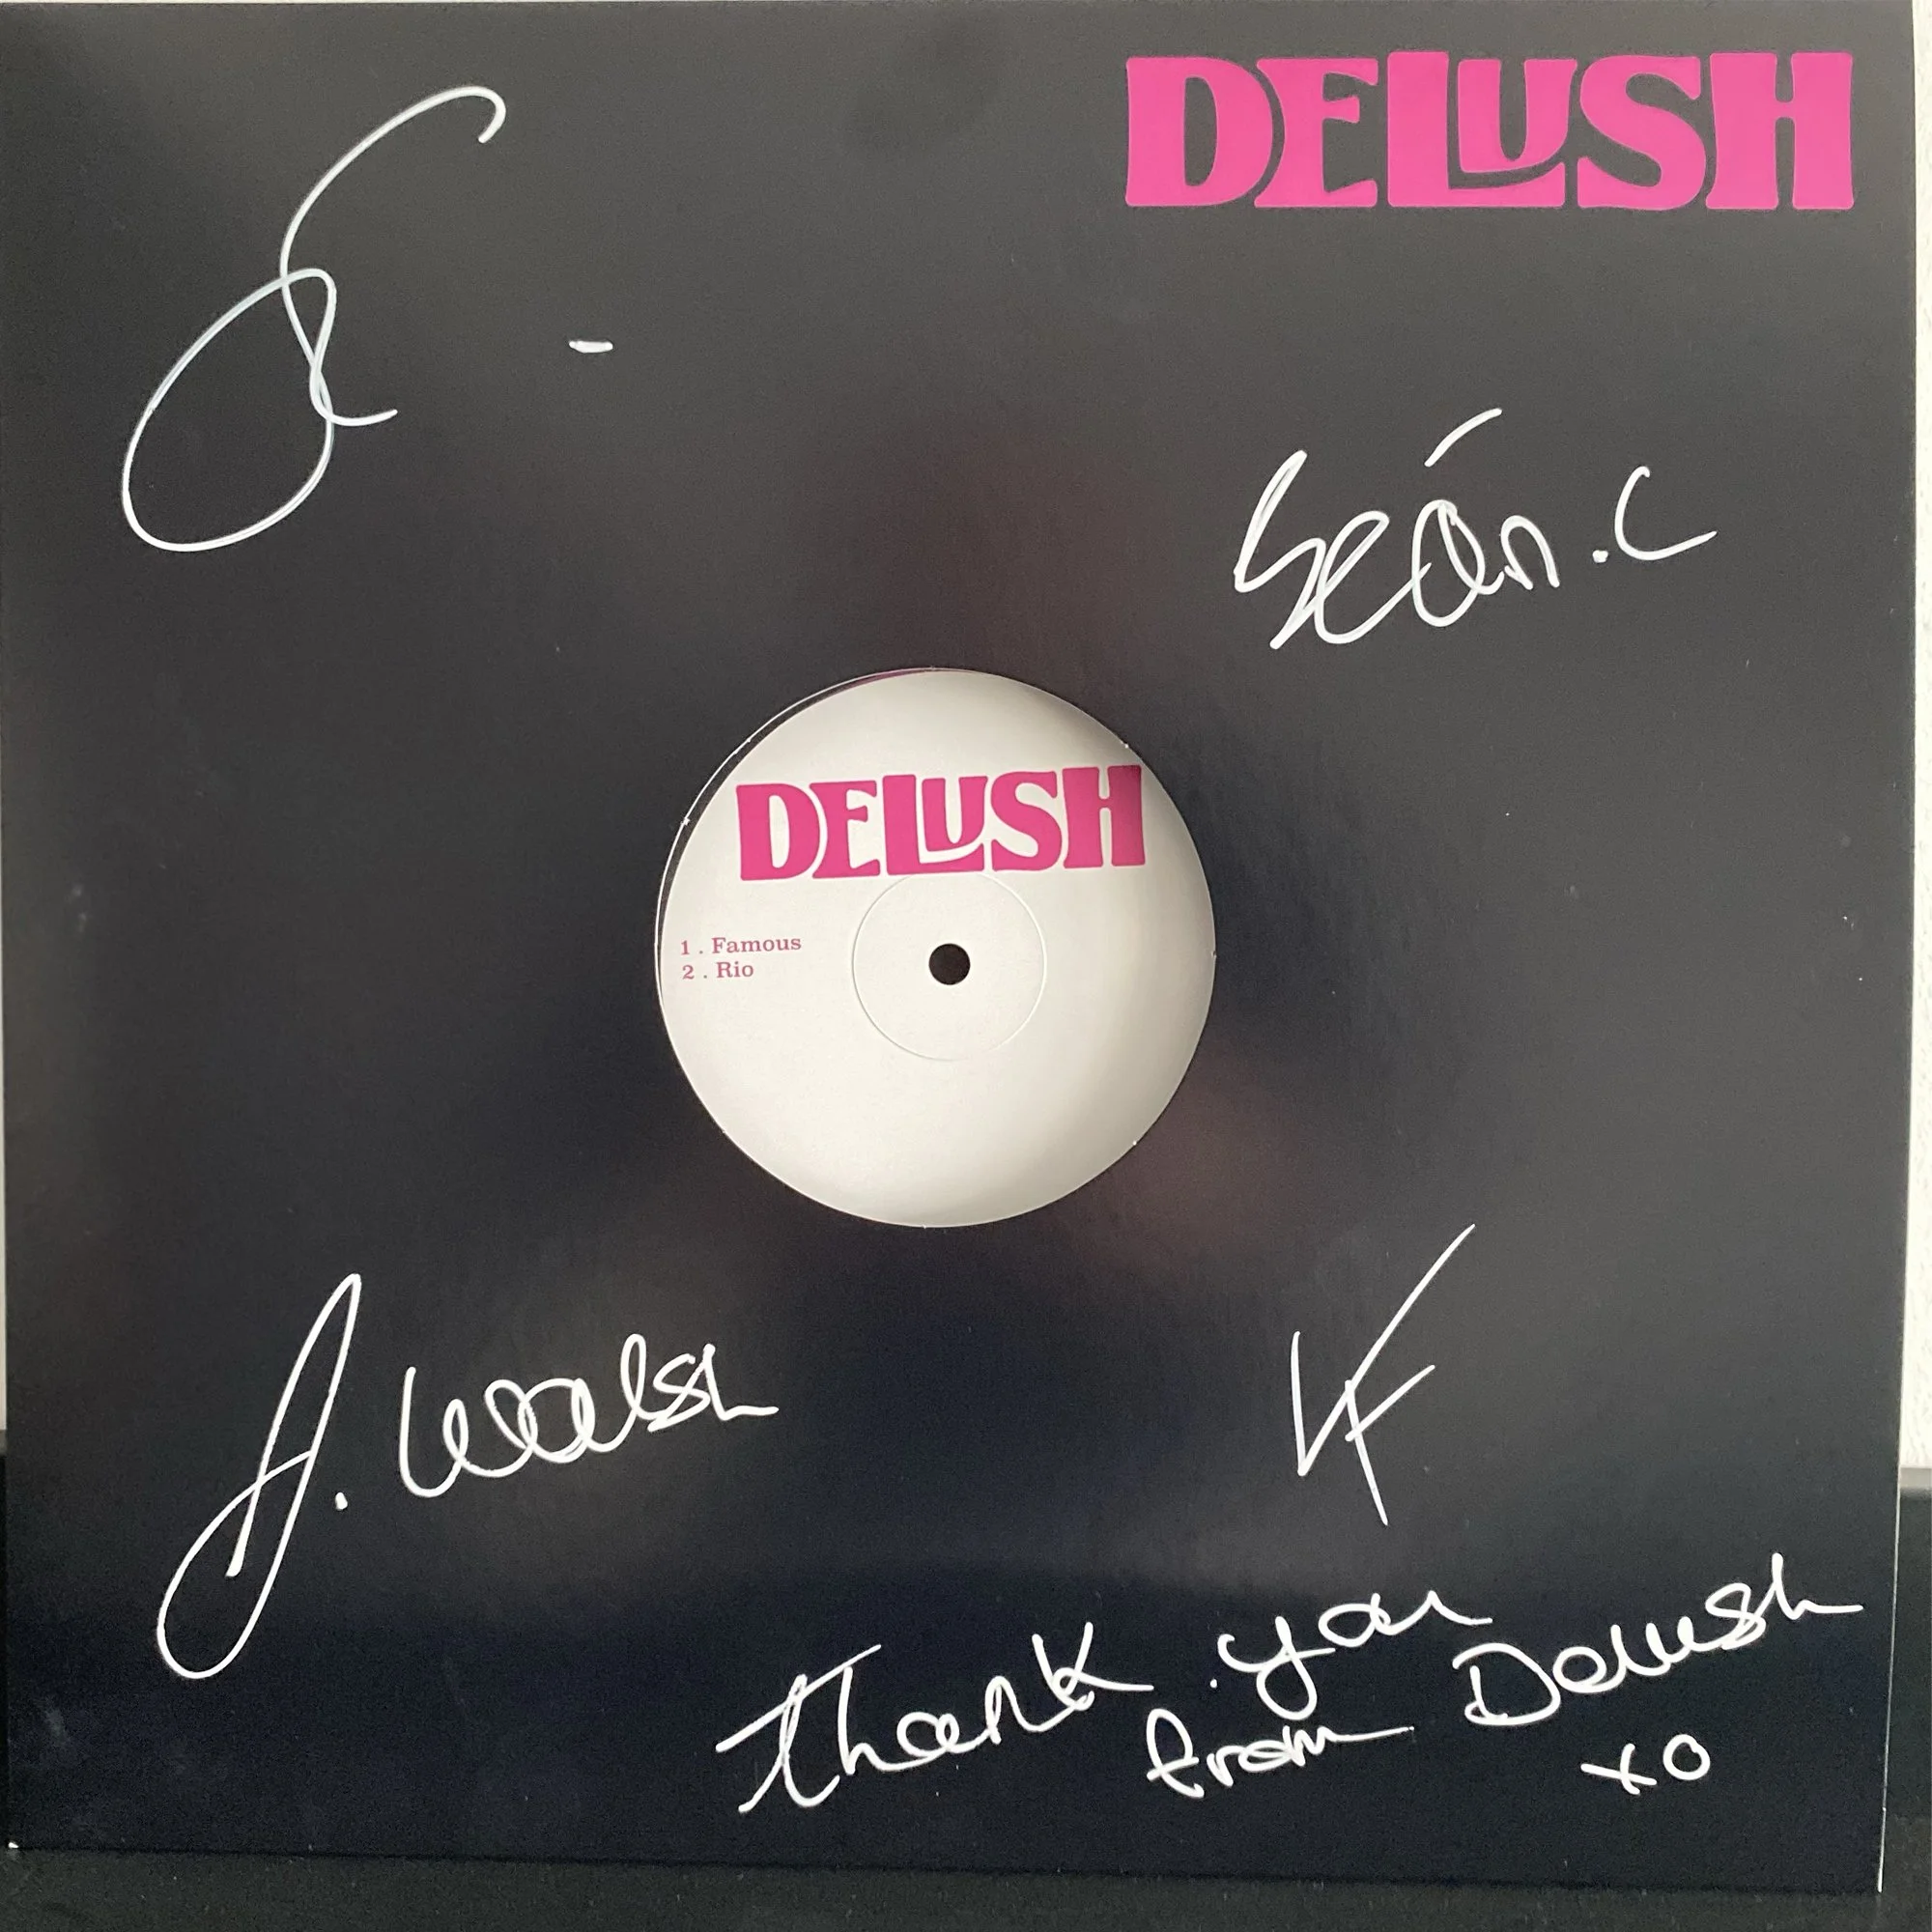 DELUSH
Seán.C
DELUSH
1 . Famous
2 . Rio
J. Walsh
Thank you
from Delush
xo